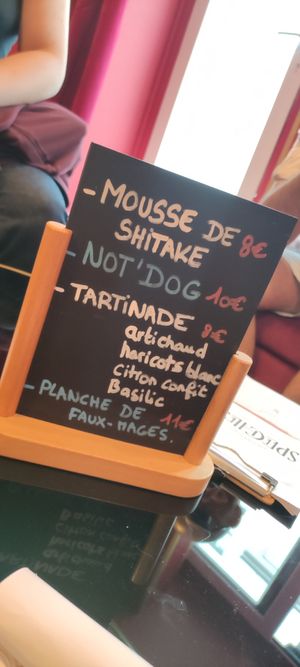 - MOUSSE DE 8€
SHITAKE
- NOT'DOG 10€
- TARTINADE 8€
artichaud
haricots blanc
citron confit
Basilic
- PLANCHE DE 11€
FAUX-MAGES.